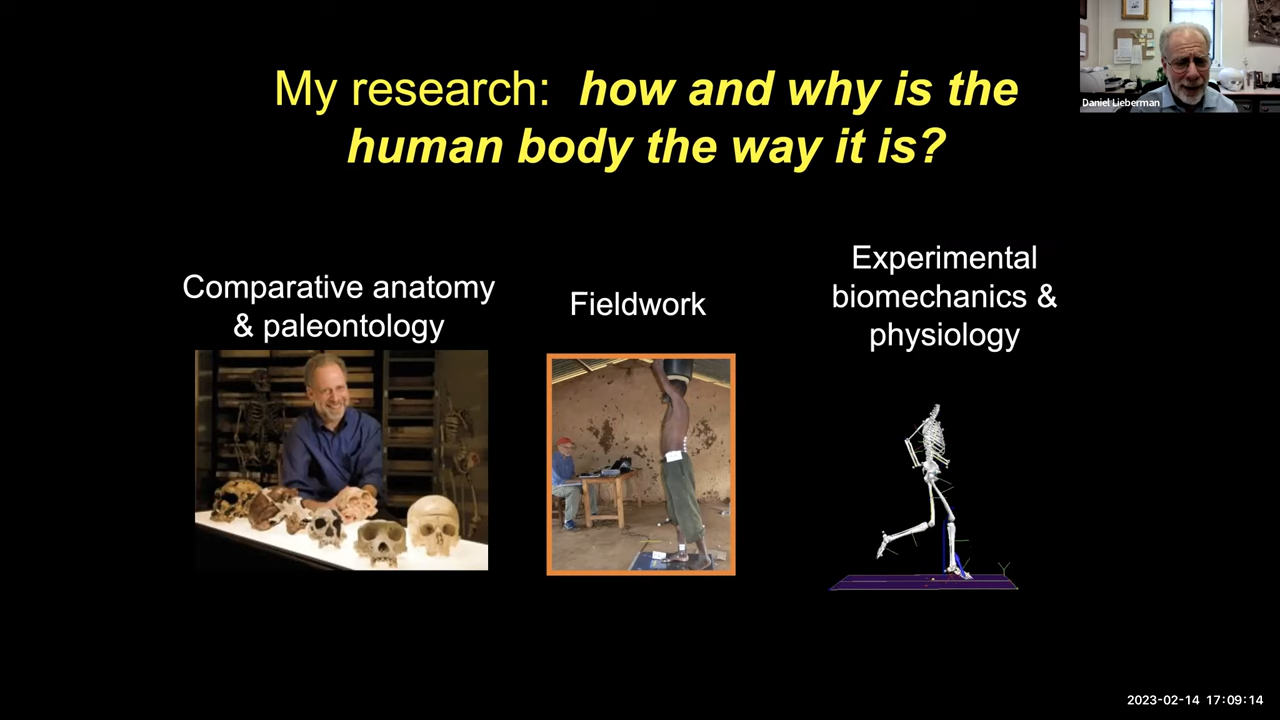 My research: how and why is the
human body the way it is?
Daniel Lieberman
Comparative anatomy
& paleontology
Fieldwork
Experimental
biomechanics &
physiology
Y
2023-02-14 17:09:14